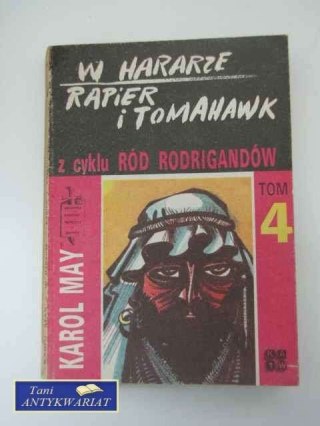 W HARARZE
RAPIER
i TOMAHAWK
z cyklu RÓD RODRIGANDÓW
TOM
4
KAROL MAY
Tani
ANTYKWARIAT